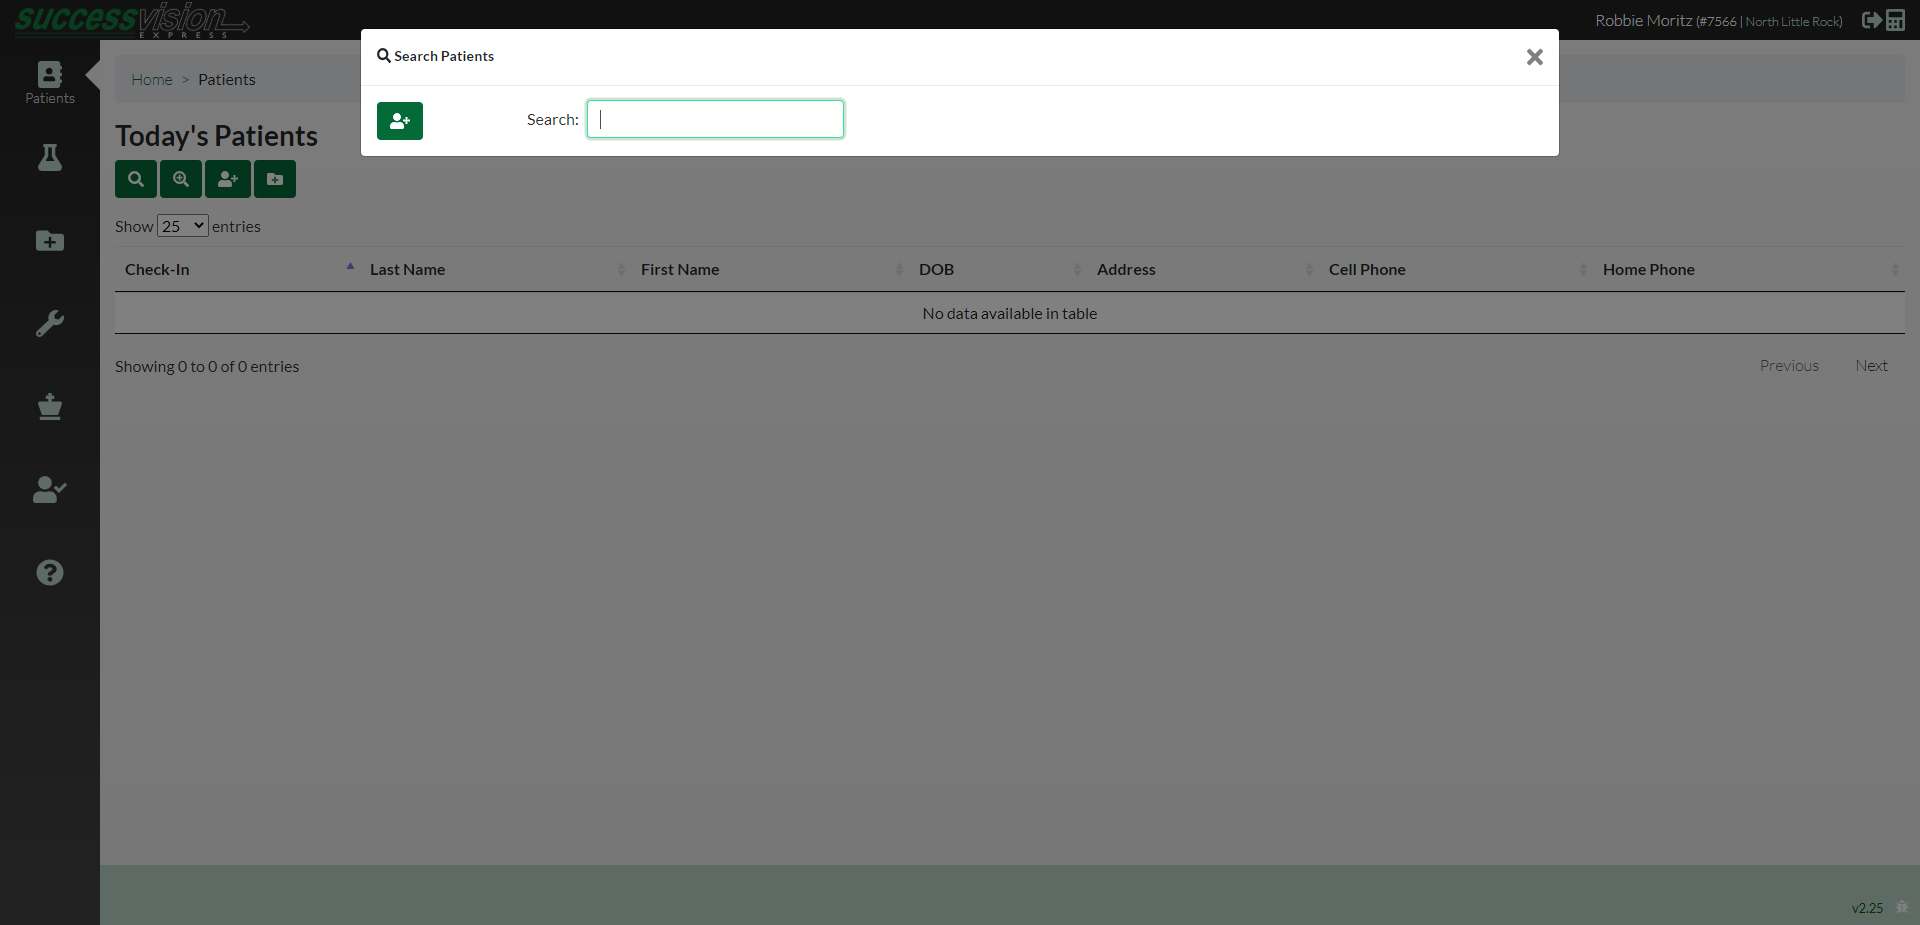 successvision
EXPRESS
Robbie Moritz (#7566 | North Little Rock)
Search Patients
Patients
Home > Patients
Search:
Today's Patients
Show 25 entries
Check-In Last Name First Name DOB Address Cell Phone Home Phone
No data available in table
Showing 0 to 0 of 0 entries
Previous Next
v2.25